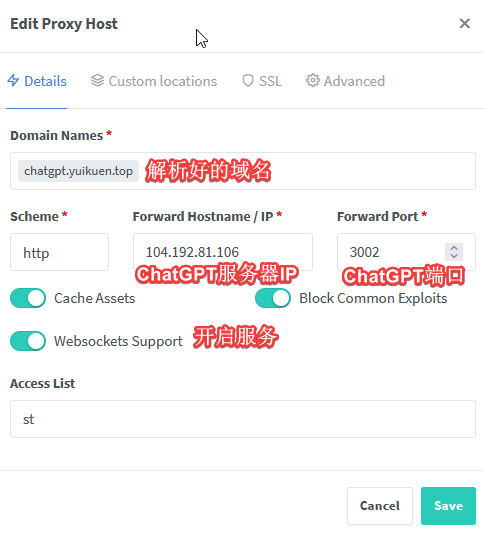 Edit Proxy Host
Details Custom locations SSL Advanced
Domain Names *
chatgpt.yuikuen.top 解析好的域名
Scheme * Forward Hostname / IP * Forward Port *
http 104.192.81.106 3002
ChatGPT服务器IP ChatGPT端口
Cache Assets Block Common Exploits
Websockets Support 开启服务
Access List
st
Cancel Save